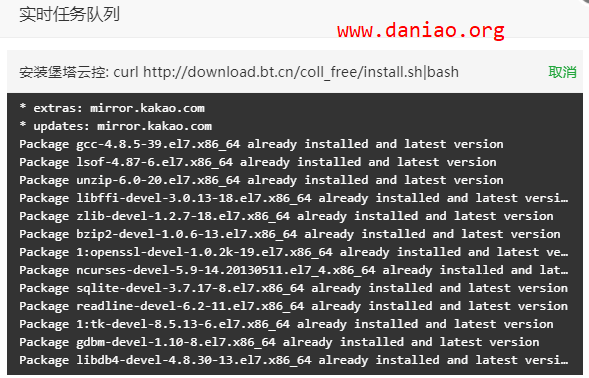 实时任务队列
www.daniao.org
安装堡塔云控: curl http://download.bt.cn/coll_free/install.sh|bash
取消
* extras: mirror.kakao.com
* updates: mirror.kakao.com
Package gcc-4.8.5-39.el7.x86_64 already installed and latest version
Package lsof-4.87-6.el7.x86_64 already installed and latest version
Package unzip-6.0-20.el7.x86_64 already installed and latest version
Package libffi-devel-3.0.13-18.el7.x86_64 already installed and latest versi…
Package zlib-devel-1.2.7-18.el7.x86_64 already installed and latest version
Package bzip2-devel-1.0.6-13.el7.x86_64 already installed and latest version
Package 1:openssl-devel-1.0.2k-19.el7.x86_64 already installed and latest ve…
Package ncurses-devel-5.9-14.20130511.el7_4.x86_64 already installed and lat…
Package sqlite-devel-3.7.17-8.el7.x86_64 already installed and latest version
Package readline-devel-6.2-11.el7.x86_64 already installed and latest version
Package 1:tk-devel-8.5.13-6.el7.x86_64 already installed and latest version
Package gdbm-devel-1.10-8.el7.x86_64 already installed and latest version
Package libdb4-devel-4.8.30-13.el7.x86_64 already installed and latest versi…